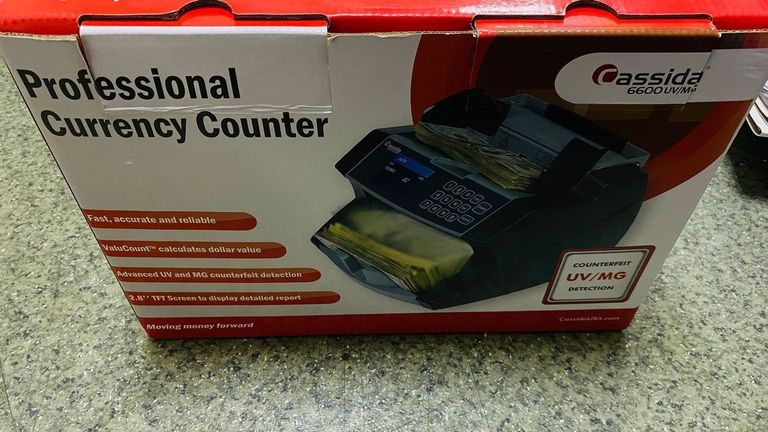 Professional
Currency Counter
Cassida
6600 UV/MG
Fast, accurate and reliable
ValuCount™ calculates dollar value
Advanced UV and MG counterfeit detection
2.8'' TFT Screen to display detailed report
COUNTERFEIT
UV/MG
DETECTION
Moving money forward
CassidaUSA.com